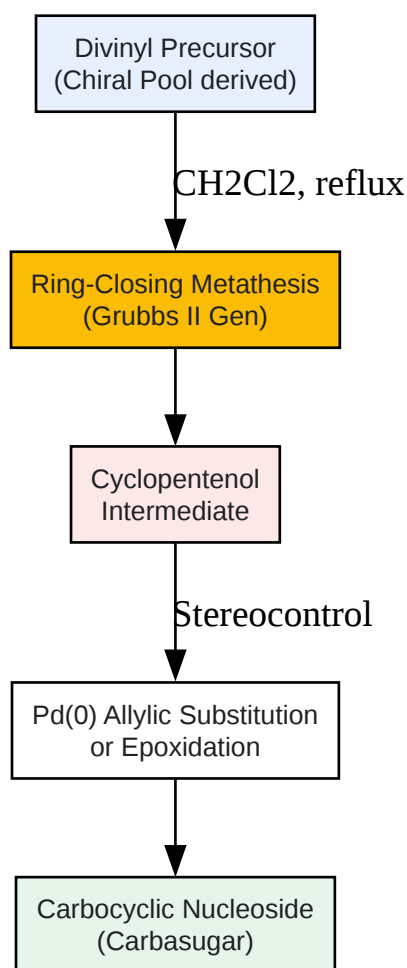 Divinyl Precursor
(Chiral Pool derived)
CH2Cl2, reflux
Ring-Closing Metathesis
(Grubbs II Gen)
Cyclopentenol
Intermediate
Stereocontrol
Pd(0) Allylic Substitution
or Epoxidation
Carbocyclic Nucleoside
(Carbasugar)